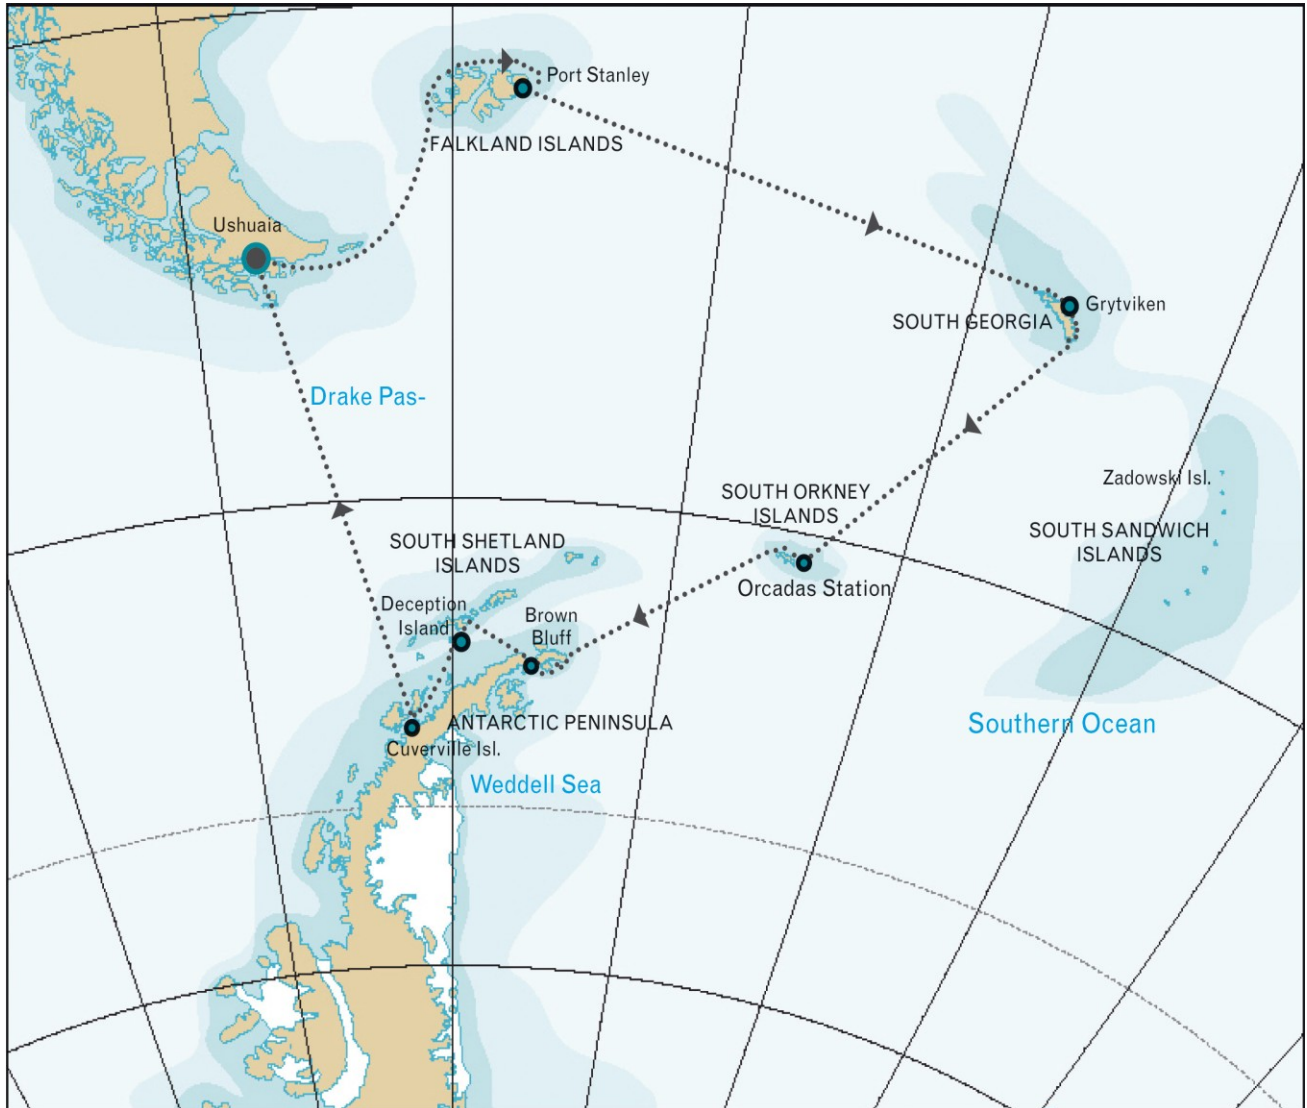 Port Stanley
FALKLAND ISLANDS
Ushuaia
Grytviken
SOUTH GEORGIA
Drake Pas-
Zadowski Isl.
SOUTH ORKNEY
ISLANDS
SOUTH SANDWICH
ISLANDS
SOUTH SHETLAND
ISLANDS
Orcadas Station
Deception
Island
Brown
Bluff
ANTARCTIC PENINSULA
Southern Ocean
Cuverville Isl.
Weddell Sea